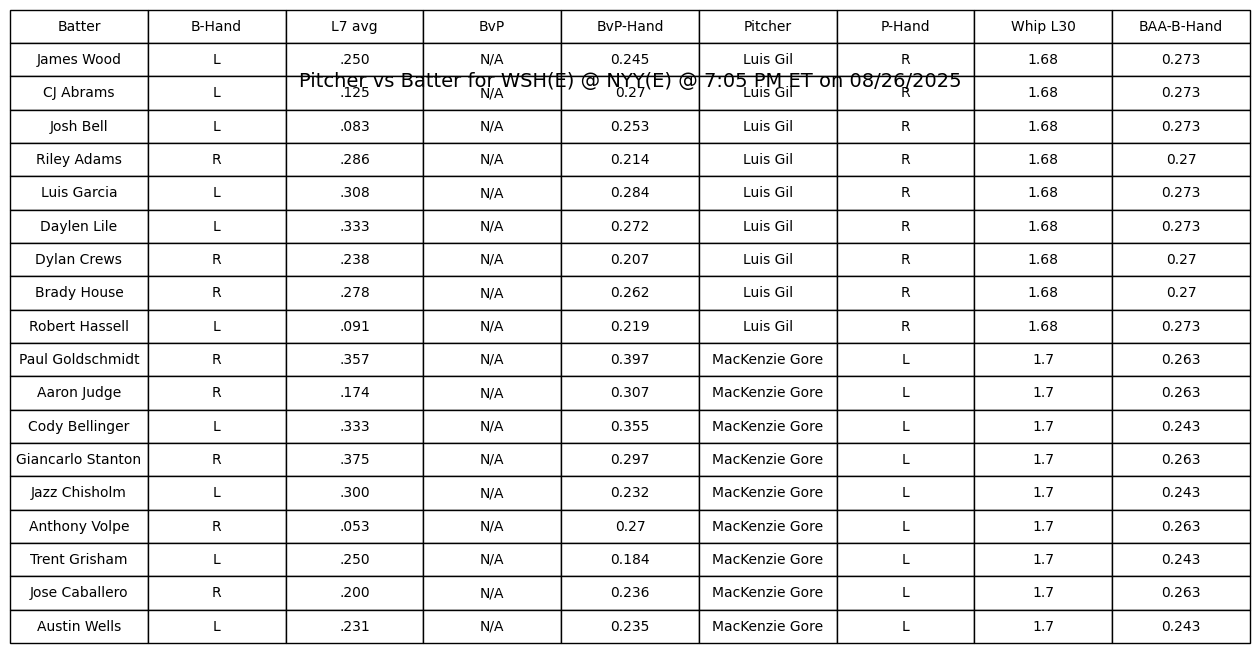 Batter B-Hand L7 avg BvP BvP-Hand Pitcher P-Hand Whip L30 BAA-B-Hand
James Wood L .250 N/A 0.245 Luis Gil R 1.68 0.273
Pitcher vs Batter for WSH(E) @ NYY(E) @ 7:05 PM ET on 08/26/2025
CJ Abrams L .125 N/A 0.27 Luis Gil R 1.68 0.273
Josh Bell L .083 N/A 0.253 Luis Gil R 1.68 0.273
Riley Adams R .286 N/A 0.214 Luis Gil R 1.68 0.27
Luis Garcia L .308 N/A 0.284 Luis Gil R 1.68 0.273
Daylen Lile L .333 N/A 0.272 Luis Gil R 1.68 0.273
Dylan Crews R .238 N/A 0.207 Luis Gil R 1.68 0.27
Brady House R .278 N/A 0.262 Luis Gil R 1.68 0.27
Robert Hassell L .091 N/A 0.219 Luis Gil R 1.68 0.273
Paul Goldschmidt R .357 N/A 0.397 MacKenzie Gore L 1.7 0.263
Aaron Judge R .174 N/A 0.307 MacKenzie Gore L 1.7 0.263
Cody Bellinger L .333 N/A 0.355 MacKenzie Gore L 1.7 0.243
Giancarlo Stanton R .375 N/A 0.297 MacKenzie Gore L 1.7 0.263
Jazz Chisholm L .300 N/A 0.232 MacKenzie Gore L 1.7 0.243
Anthony Volpe R .053 N/A 0.27 MacKenzie Gore L 1.7 0.263
Trent Grisham L .250 N/A 0.184 MacKenzie Gore L 1.7 0.243
Jose Caballero R .200 N/A 0.236 MacKenzie Gore L 1.7 0.263
Austin Wells L .231 N/A 0.235 MacKenzie Gore L 1.7 0.243